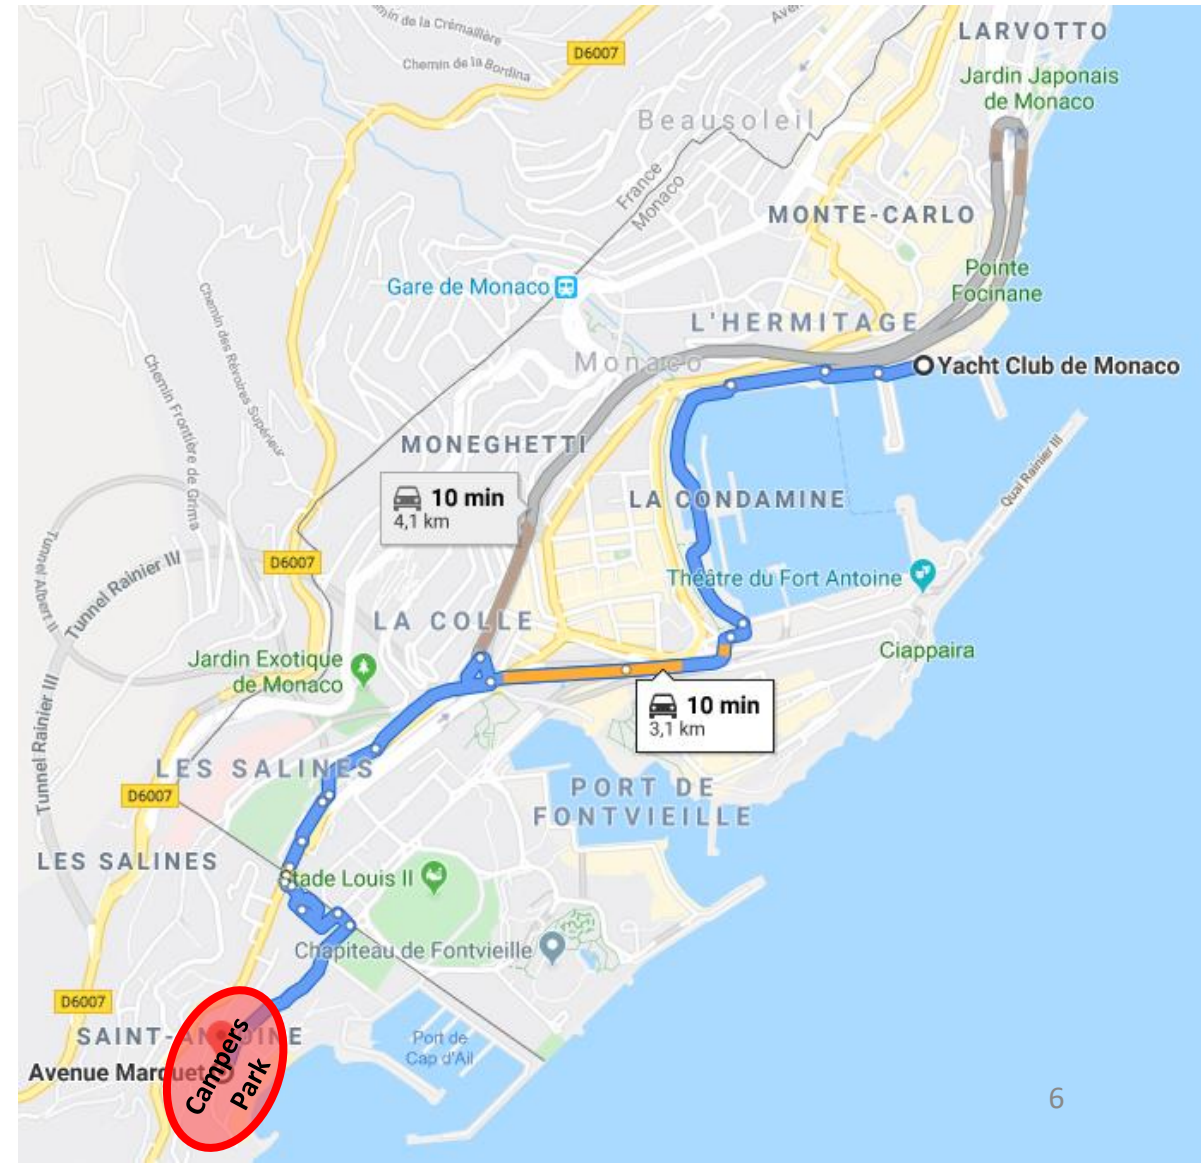 LARVOTTO
Chemin de la Crémaillère
D6007
Chemin de la Bordina
Jardin Japonais
de Monaco
Beausoleil
France
Monaco
MONTE-CARLO
Gare de Monaco
Pointe
Focinane
Chemin des Révoires Supérieur
L'HERMITAGE
Monaco
Yacht Club de Monaco
Chemin Frontière de Grima
MONEGHETTI
10 min
4,1 km
LA CONDAMINE
Quai Rainier III
D6007
Tunnel Albert II
Tunnel Rainier III
Théâtre du Fort Antoine
LA COLLE
Ciappaira
Jardin Exotique
de Monaco
10 min
3,1 km
Tunnel Rainier III
LES SALINES
D6007
PORT DE
FONTVIEILLE
LES SALINES
Stade Louis II
Chapiteau de Fontvieille
D6007
SAINT-ANTOINE
Port de
Cap d'Ail
Avenue Marquet
Campers
Park
6